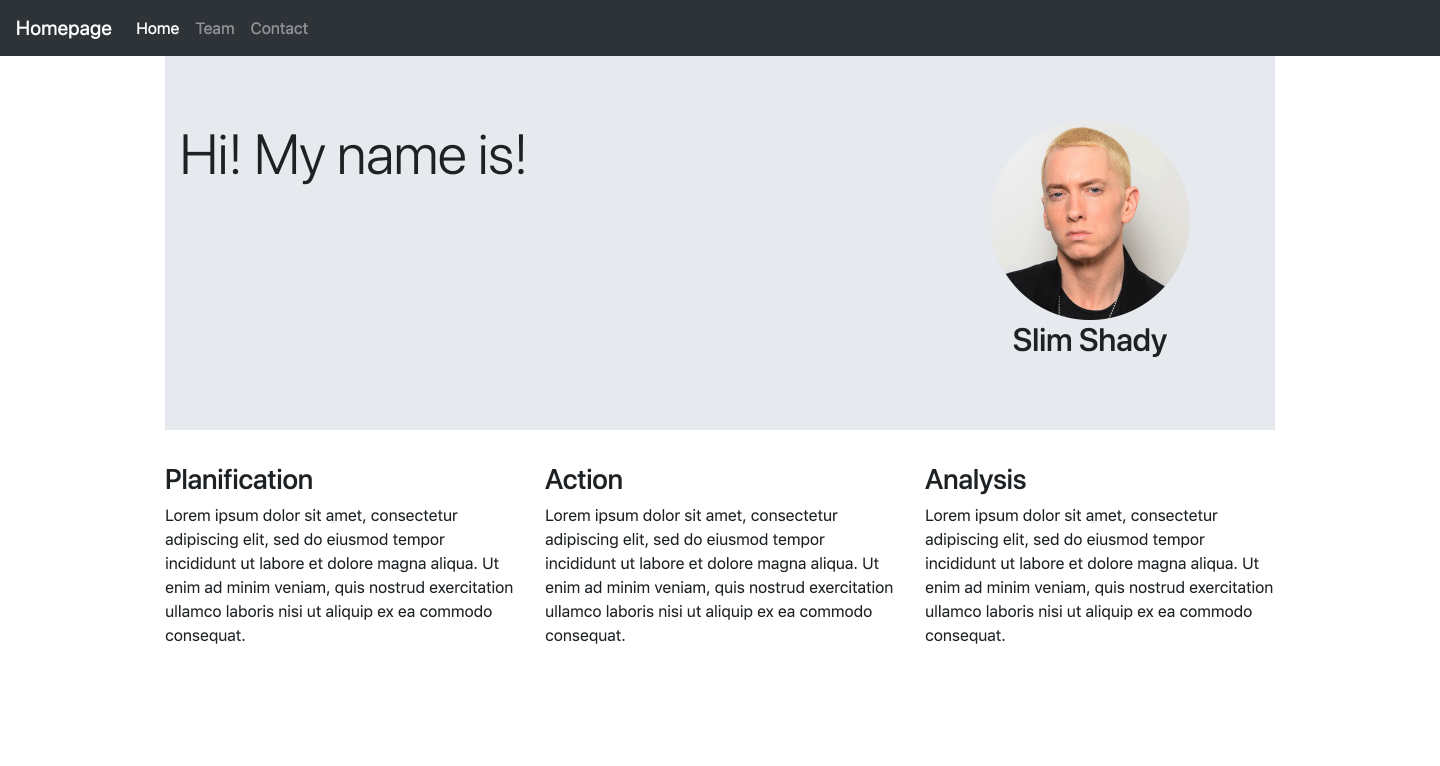 Homepage Home Team Contact
Hi! My name is!
Slim Shady
Planification
Lorem ipsum dolor sit amet, consectetur
adipiscing elit, sed do eiusmod tempor
incididunt ut labore et dolore magna aliqua. Ut
enim ad minim veniam, quis nostrud exercitation
ullamco laboris nisi ut aliquip ex ea commodo
consequat.
Action
Lorem ipsum dolor sit amet, consectetur
adipiscing elit, sed do eiusmod tempor
incididunt ut labore et dolore magna aliqua. Ut
enim ad minim veniam, quis nostrud exercitation
ullamco laboris nisi ut aliquip ex ea commodo
consequat.
Analysis
Lorem ipsum dolor sit amet, consectetur
adipiscing elit, sed do eiusmod tempor
incididunt ut labore et dolore magna aliqua. Ut
enim ad minim veniam, quis nostrud exercitation
ullamco laboris nisi ut aliquip ex ea commodo
consequat.